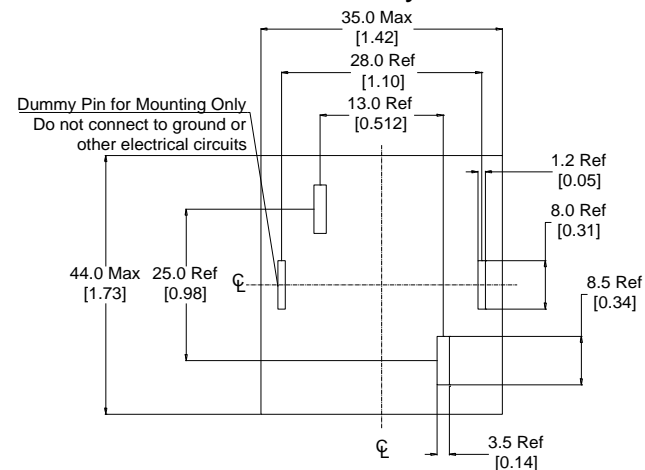 35.0 Max
[1.42]
28.0 Ref
[1.10]
Dummy Pin for Mounting Only
Do not connect to ground or
other electrical circuits
13.0 Ref
[0.512]
1.2 Ref
[0.05]
8.0 Ref
[0.31]
44.0 Max
[1.73]
25.0 Ref
[0.98]
℄
8.5 Ref
[0.34]
℄
3.5 Ref
[0.14]